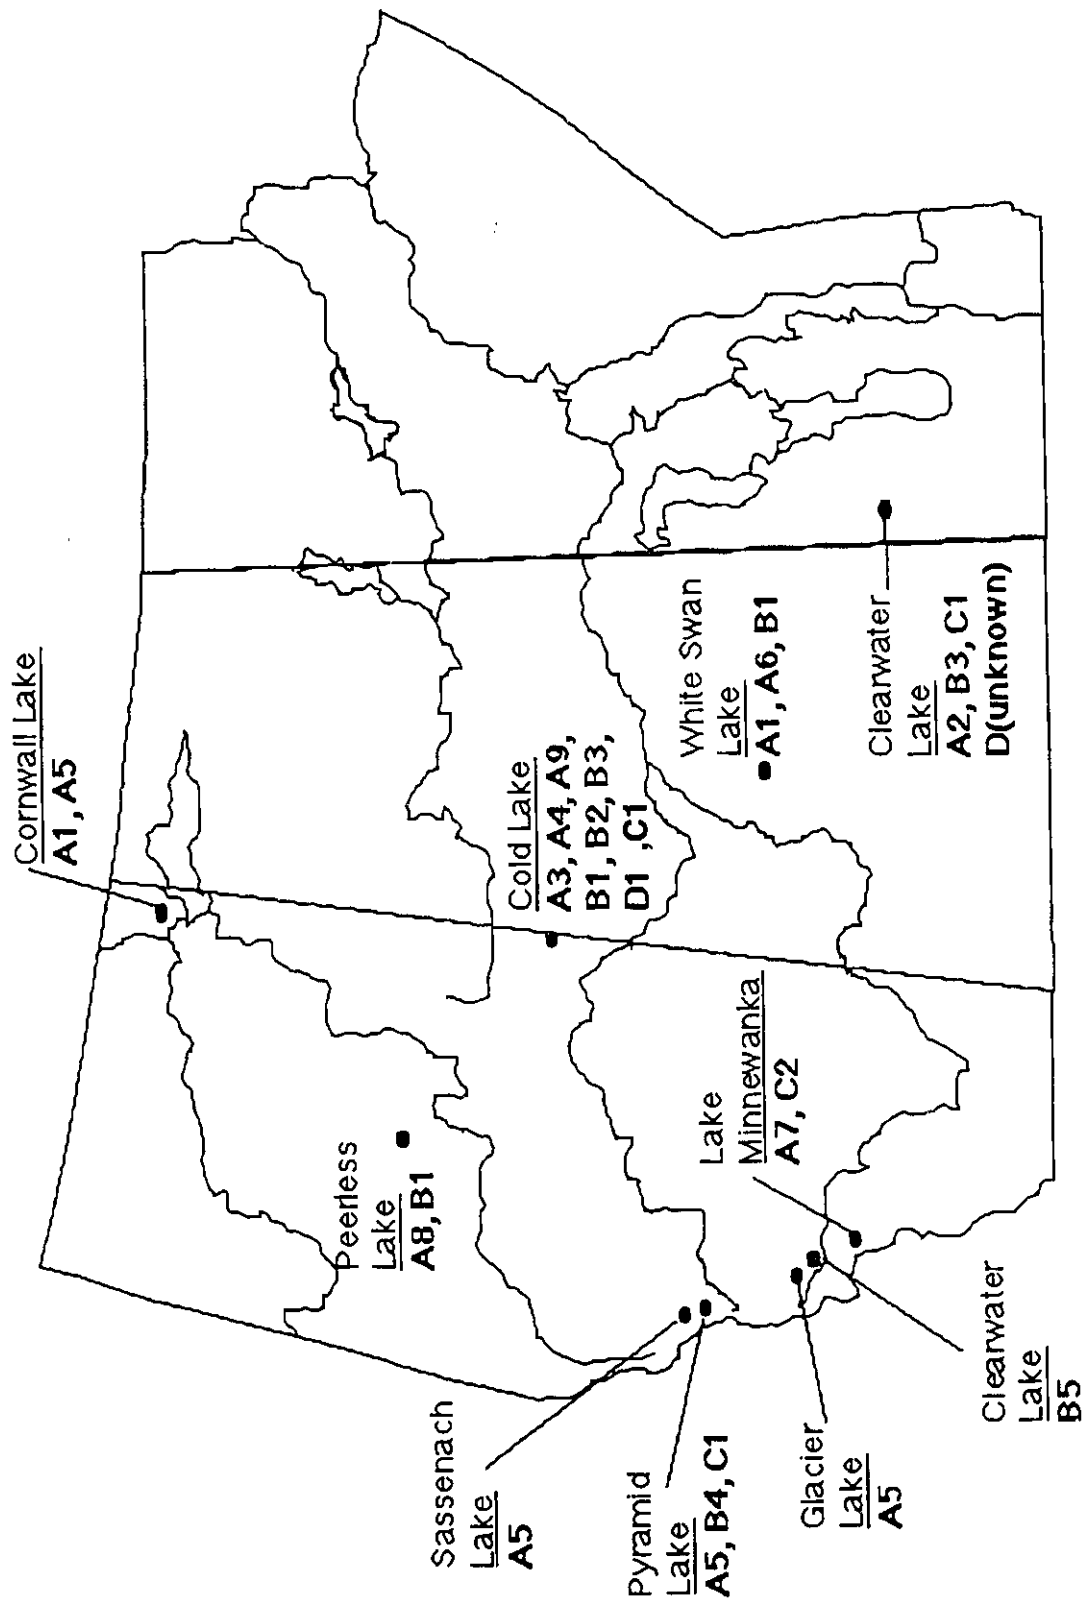 Cornwall Lake
A1, A5
Peerless
Lake
A8, B1
Cold Lake
A3, A4, A9,
B1, B2, B3,
D1 ,C1
White Swan
Lake
A1, A6, B1
Sassenach
Lake
A5
Pyramid
Lake
A5, B4, C1
Lake
Minnewanka
A7, C2
Glacier
Lake
A5
Clearwater
Lake
B5
Clearwater
Lake
A2, B3, C1
D(unknown)